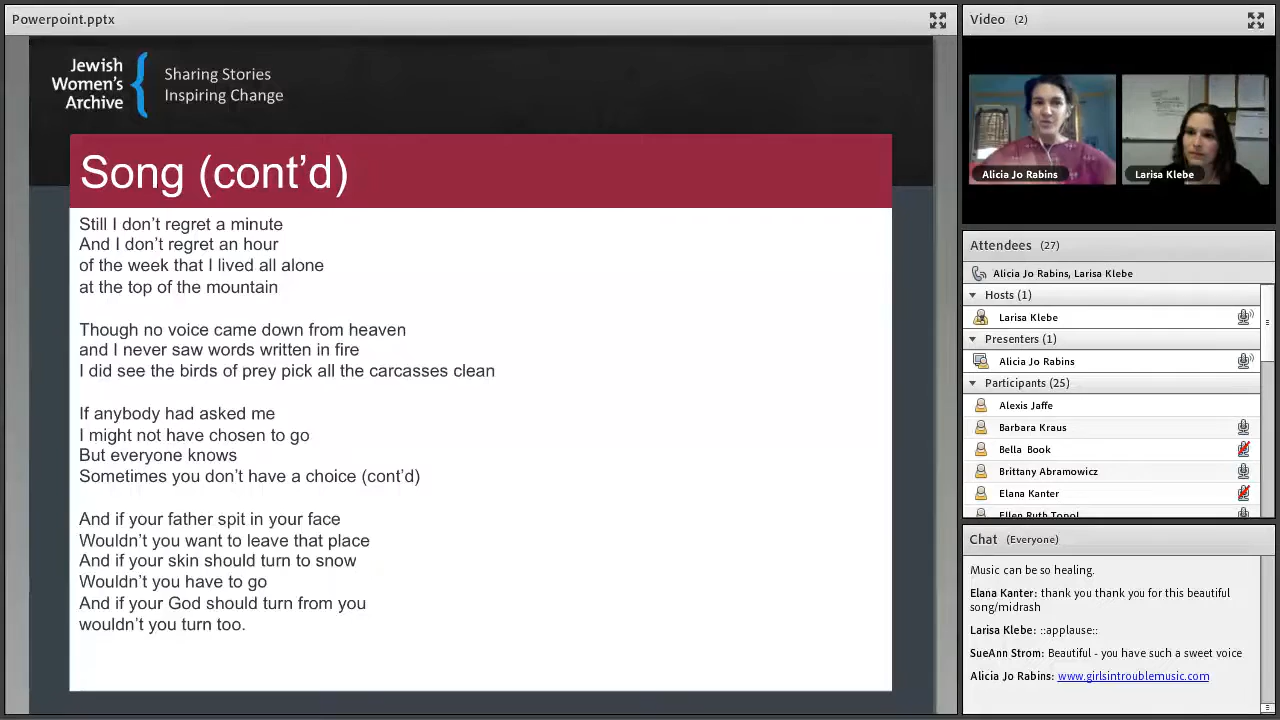 Powerpoint.pptx
Jewish
Women's
Archive
Sharing Stories
Inspiring Change
Song (cont’d)
Still I don’t regret a minute
And I don’t regret an hour
of the week that I lived all alone
at the top of the mountain
Though no voice came down from heaven
and I never saw words written in fire
I did see the birds of prey pick all the carcasses clean
If anybody had asked me
I might not have chosen to go
But everyone knows
Sometimes you don’t have a choice (cont’d)
And if your father spit in your face
Wouldn’t you want to leave that place
And if your skin should turn to snow
Wouldn’t you have to go
And if your God should turn from you
wouldn’t you turn too.
Video (2)
Alicia Jo Rabins
Larisa Klebe
Attendees (27)
Alicia Jo Rabins, Larisa Klebe
Hosts (1)
Larisa Klebe
Presenters (1)
Alicia Jo Rabins
Participants (25)
Alexis Jaffe
Barbara Kraus
Bella Book
Brittany Abramowicz
Elana Kanter
Ellen Ruth Topol
Chat (Everyone)
Music can be so healing.
Elana Kanter: thank you thank you for this beautiful
song/midrash
Larisa Klebe: ::applause::
SueAnn Strom: Beautiful - you have such a sweet voice
Alicia Jo Rabins: www.girlsintroublemusic.com